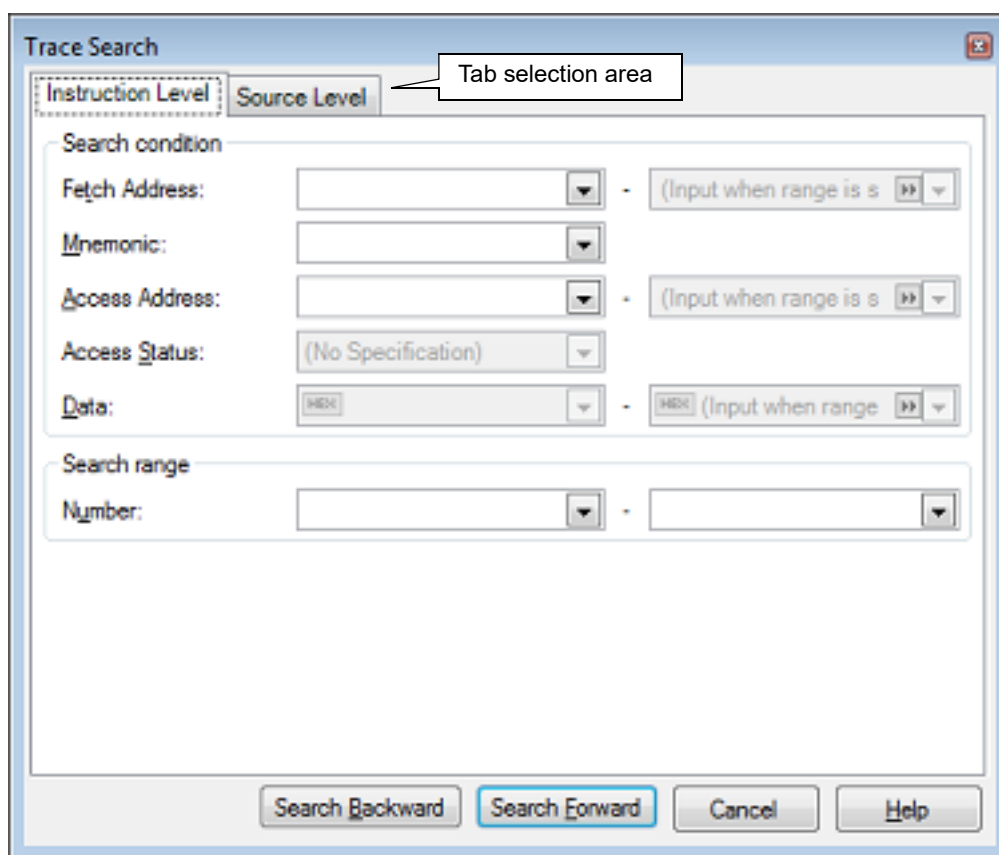 Trace Search
Tab selection area
Instruction Level Source Level
Search condition
Fetch Address: - (Input when range is s
Mnemonic:
Access Address: - (Input when range is s
Access Status: (No Specification)
Data: HEX - HEX (Input when range
Search range
Number: -
Search Backward Search Forward Cancel Help